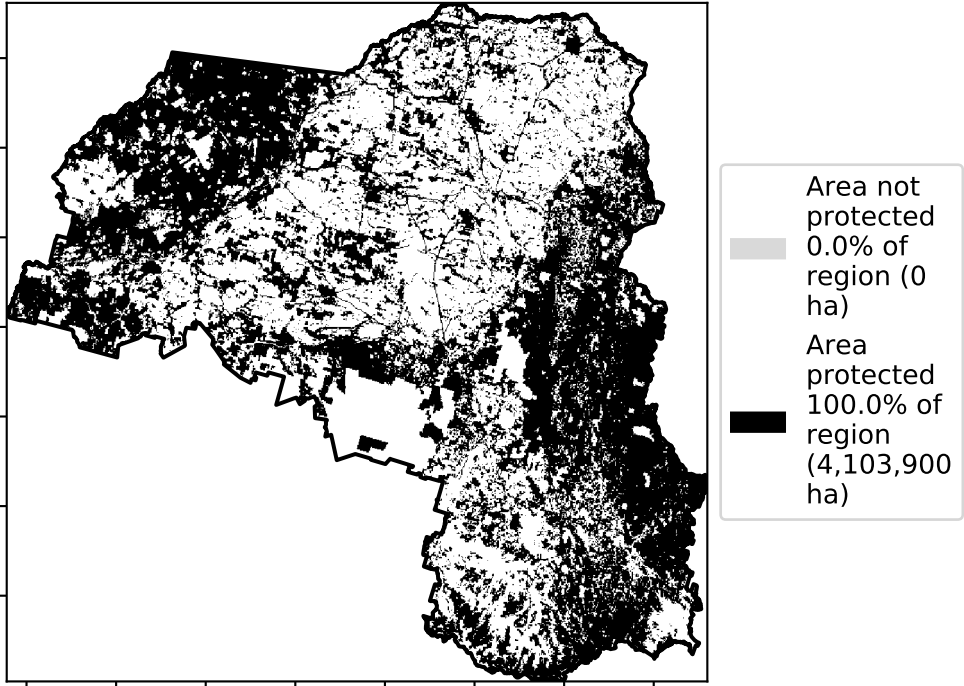 Area not
protected
0.0% of
region (0
ha)
Area
protected
100.0% of
region
(4,103,900
ha)